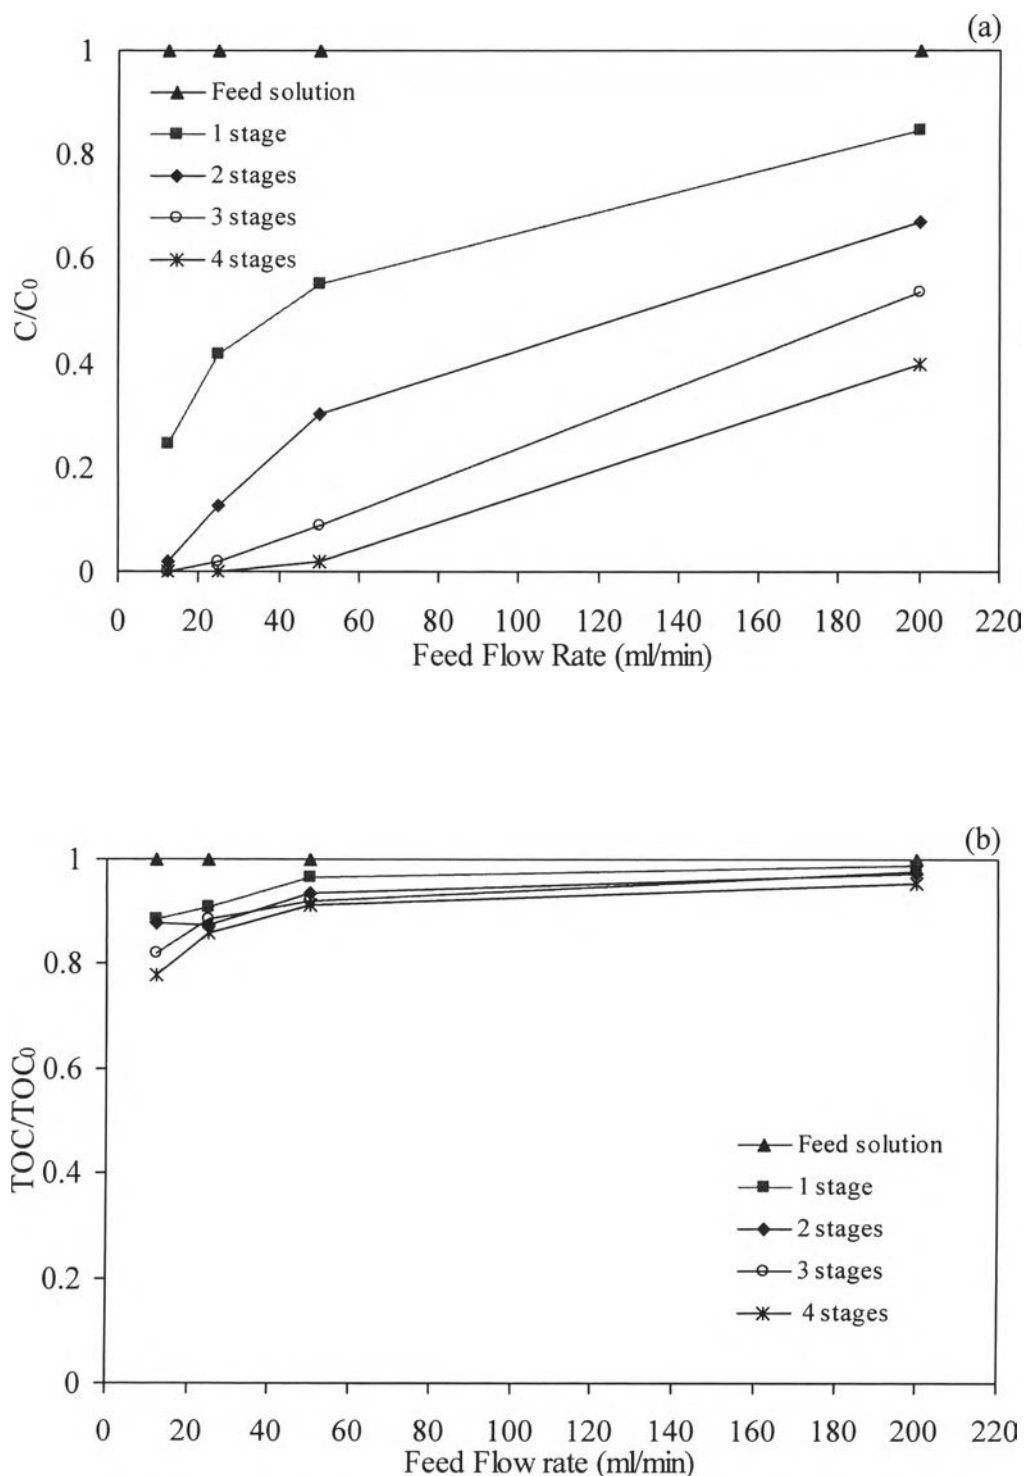 (a)
1
Feed solution
1 stage
0.8
2 stages
3 stages
0.6
4 stages
C/C0
0.4
0.2
0
0 20 40 60 80 100 120 140 160 180 200 220
Feed Flow Rate (ml/min)
(b)
1
0.8
TOC/TOC0
0.6
Feed solution
1 stage
0.4
2 stages
3 stages
0.2
4 stages
0
0 20 40 60 80 100 120 140 160 180 200 220
Feed Flow rate (ml/min)